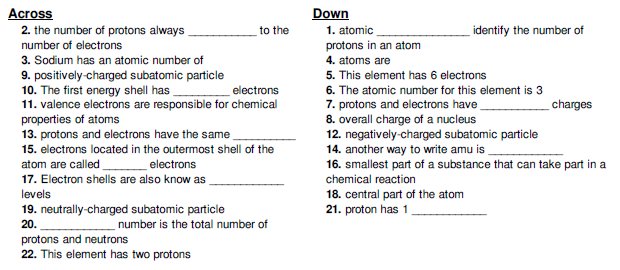 Across
2. the number of protons always ___________ to the
number of electrons
3. Sodium has an atomic number of
9. positively-charged subatomic particle
10. The first energy shell has _________ electrons
11. valence electrons are responsible for chemical
properties of atoms
13. protons and electrons have the same __________
15. electrons located in the outermost shell of the
atom are called _______ electrons
17. Electron shells are also know as ____________
levels
19. neutrally-charged subatomic particle
20. ____________ number is the total number of
protons and neutrons
22. This element has two protons
Down
1. atomic _______________ identify the number of
protons in an atom
4. atoms are
5. This element has 6 electrons
6. The atomic number for this element is 3
7. protons and electrons have ___________ charges
8. overall charge of a nucleus
12. negatively-charged subatomic particle
14. another way to write amu is ____________
16. smallest part of a substance that can take part in a
chemical reaction
18. central part of the atom
21. proton has 1 ____________